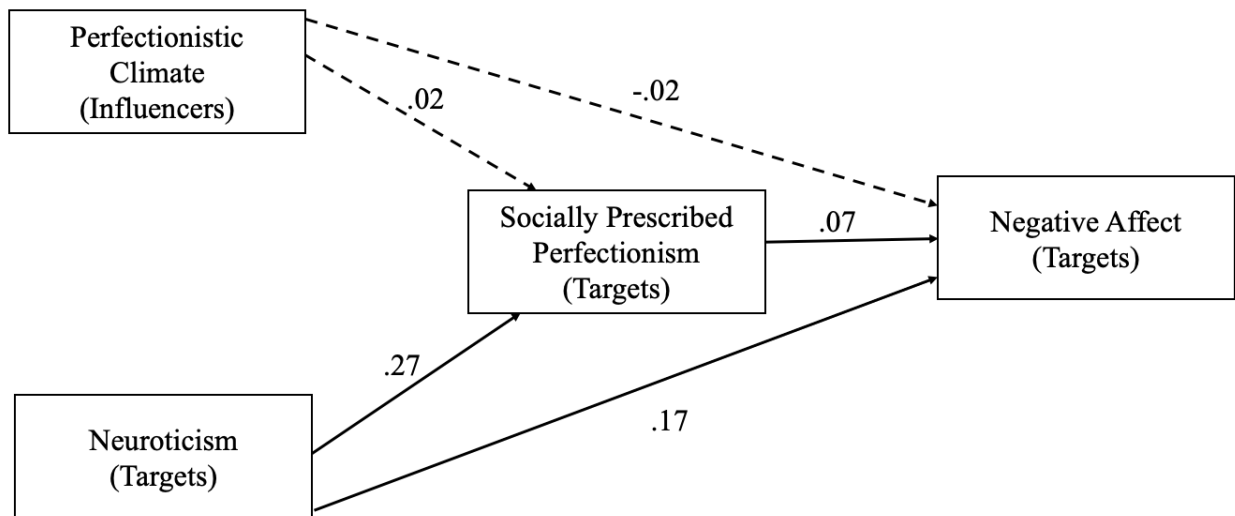 Perfectionistic
Climate
(Influencers)
.02
-.02
Socially Prescribed
Perfectionism
(Targets)
.07
Negative Affect
(Targets)
.27
.17
Neuroticism
(Targets)